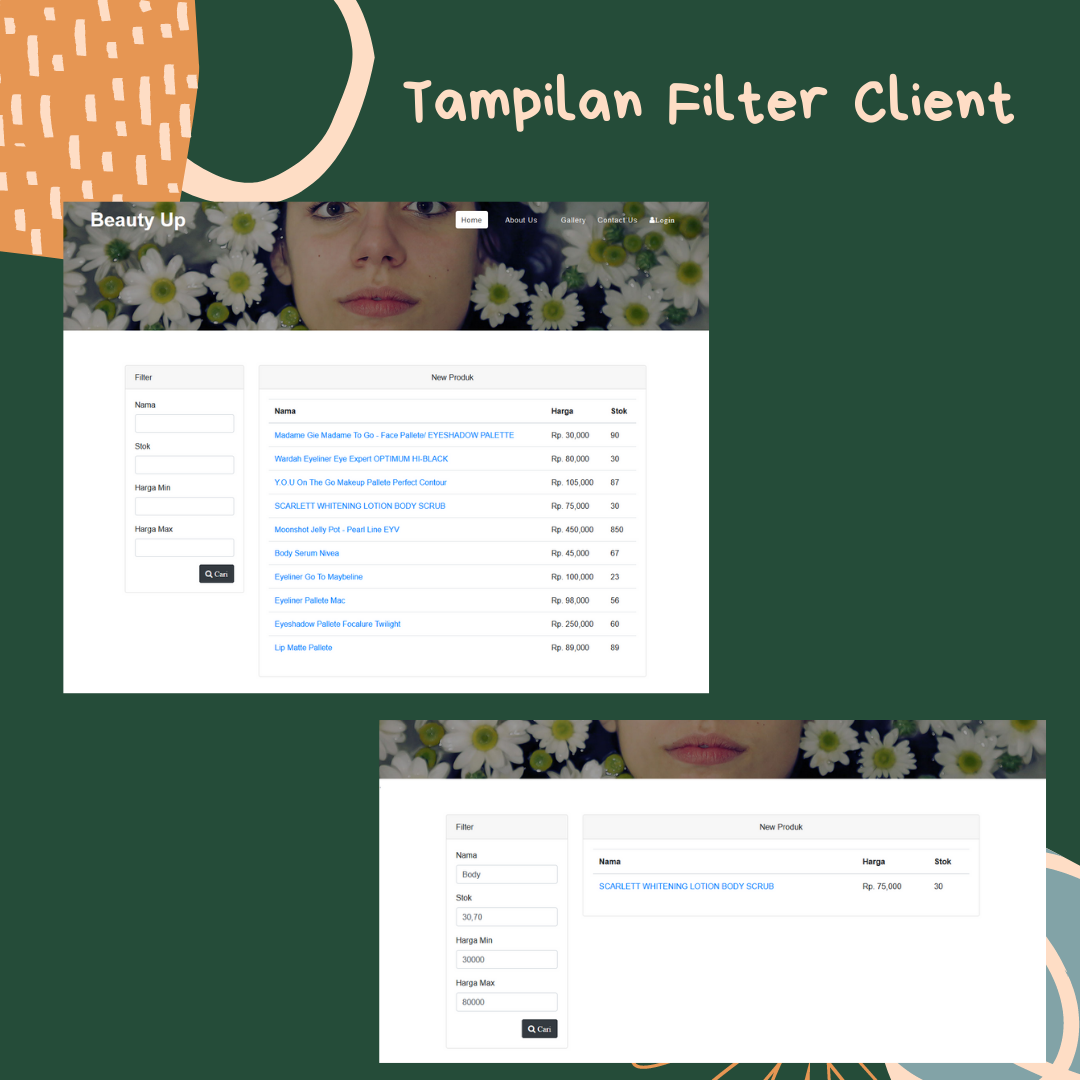 Tampilan Filter Client
Beauty Up
Home About Us Gallery Contact Us Login
Filter
Nama
Stok
Harga Min
Harga Max
Cari
New Produk
Nama Harga Stok
Madame Gie Madame To Go - Face Pallete/ EYESHADOW PALETTE Rp. 30,000 90
Wardah Eyeliner Eye Expert OPTIMUM HI-BLACK Rp. 80,000 30
Y.O.U On The Go Makeup Pallete Perfect Contour Rp. 105,000 87
SCARLETT WHITENING LOTION BODY SCRUB Rp. 75,000 30
Moonshot Jelly Pot - Pearl Line EYV Rp. 450,000 850
Body Serum Nivea Rp. 45,000 67
Eyeliner Go To Maybeline Rp. 100,000 23
Eyeliner Pallete Mac Rp. 98,000 56
Eyeshadow Pallete Focalure Twilight Rp. 250,000 60
Lip Matte Pallete Rp. 89,000 89
Filter
Nama
Body
Stok
30,70
Harga Min
30000
Harga Max
80000
Cari
New Produk
Nama Harga Stok
SCARLETT WHITENING LOTION BODY SCRUB Rp. 75,000 30